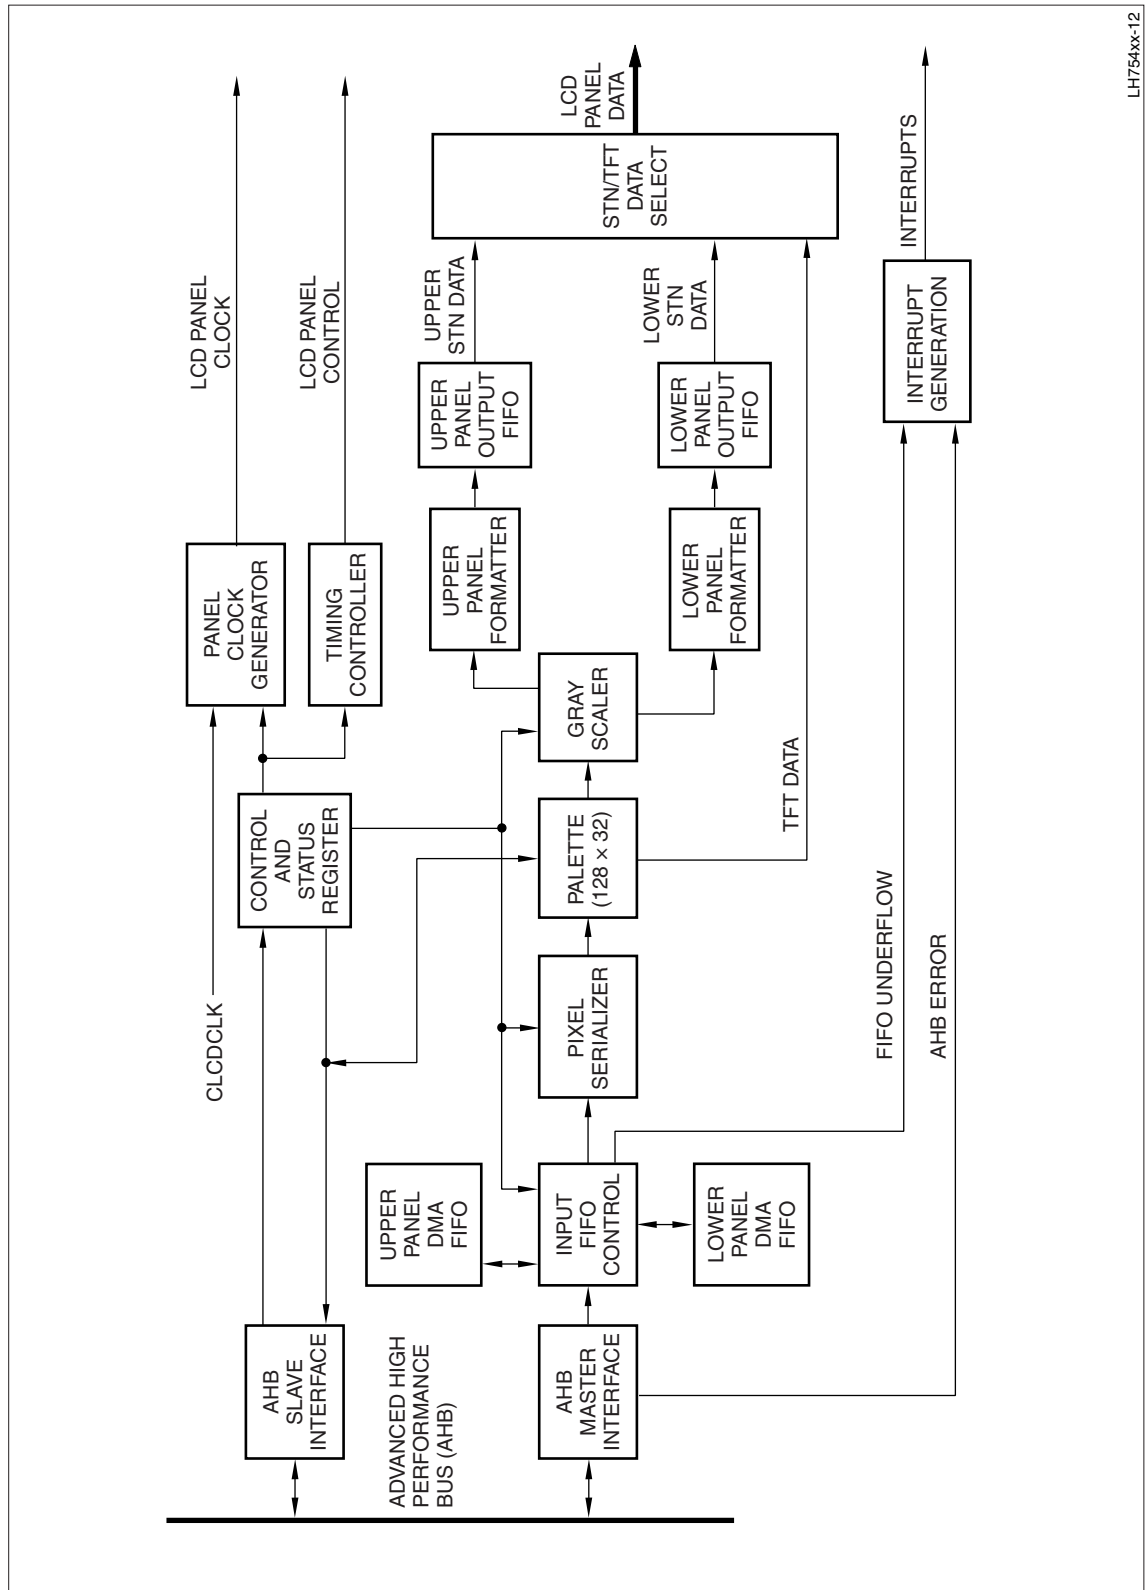 ADVANCED HIGH
PERFORMANCE
BUS (AHB)
AHB
SLAVE
INTERFACE
AHB
MASTER
INTERFACE
UPPER
PANEL
DMA
FIFO
INPUT
FIFO
CONTROL
LOWER
PANEL
DMA
FIFO
CLCDCLK
CONTROL
AND
STATUS
REGISTER
PIXEL
SERIALIZER
PALETTE
(128 × 32)
GRAY
SCALER
PANEL
CLOCK
GENERATOR
TIMING
CONTROLLER
UPPER
PANEL
FORMATTER
LOWER
PANEL
FORMATTER
UPPER
PANEL
OUTPUT
FIFO
LOWER
PANEL
OUTPUT
FIFO
LCD PANEL
CLOCK
LCD PANEL
CONTROL
UPPER
STN DATA
LOWER
STN
DATA
TFT DATA
STN/TFT
DATA
SELECT
LCD
PANEL
DATA
FIFO UNDERFLOW
AHB ERROR
INTERRUPT
GENERATION
INTERRUPTS
LH754xx-12